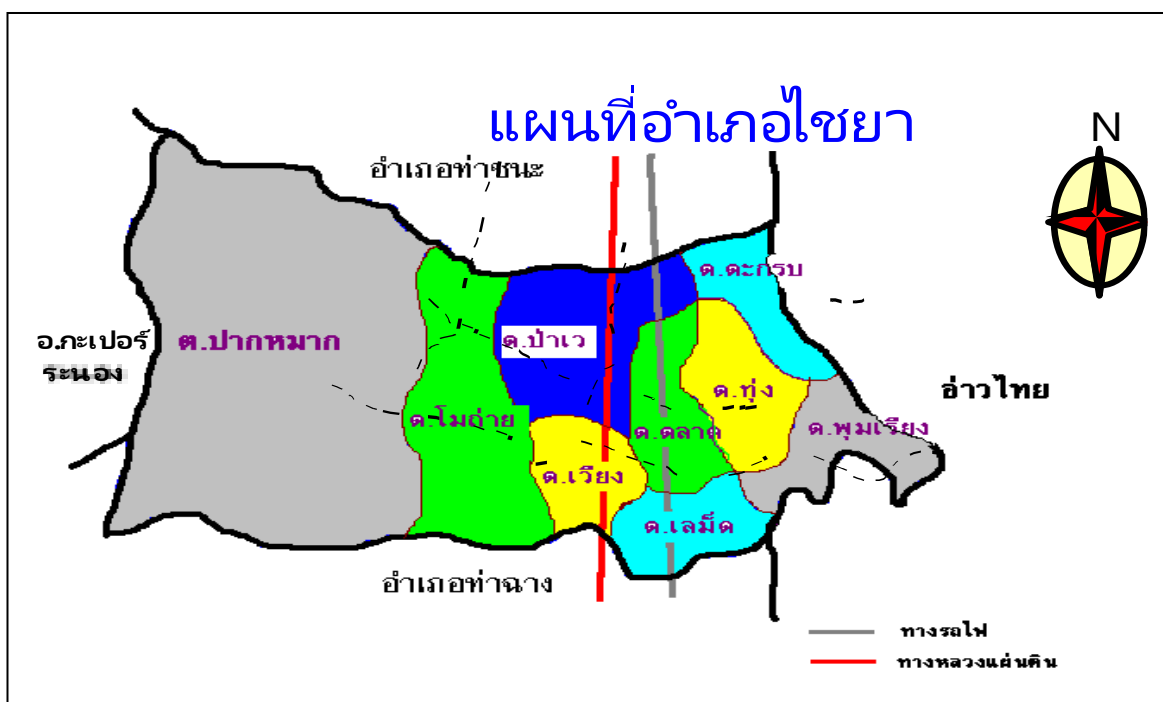 แผนที่อำเภอไชยา
N
อำเภอท่าชนะ
ต.ตะกรบ
อ.กะเปอร์
ระนอง
ต.ปากหมาก
ต.ป่าเว
ต.ทุ่ง
อ่าวไทย
ต.โมถ่าย
ต.ตลาด
ต.พุมเรียง
ต.เวียง
ต.เลม็ด
อำเภอท่าฉาง
ทางรถไฟ
ทางหลวงแผ่นดิน